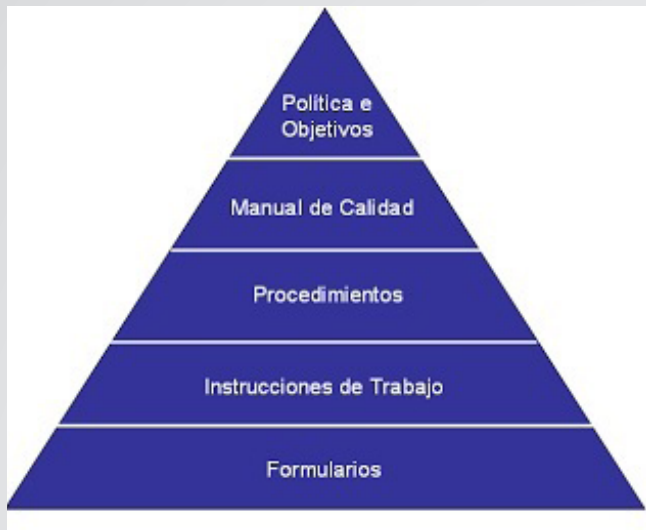 Política e
Objetivos
Manual de Calidad
Procedimientos
Instrucciones de Trabajo
Formularios